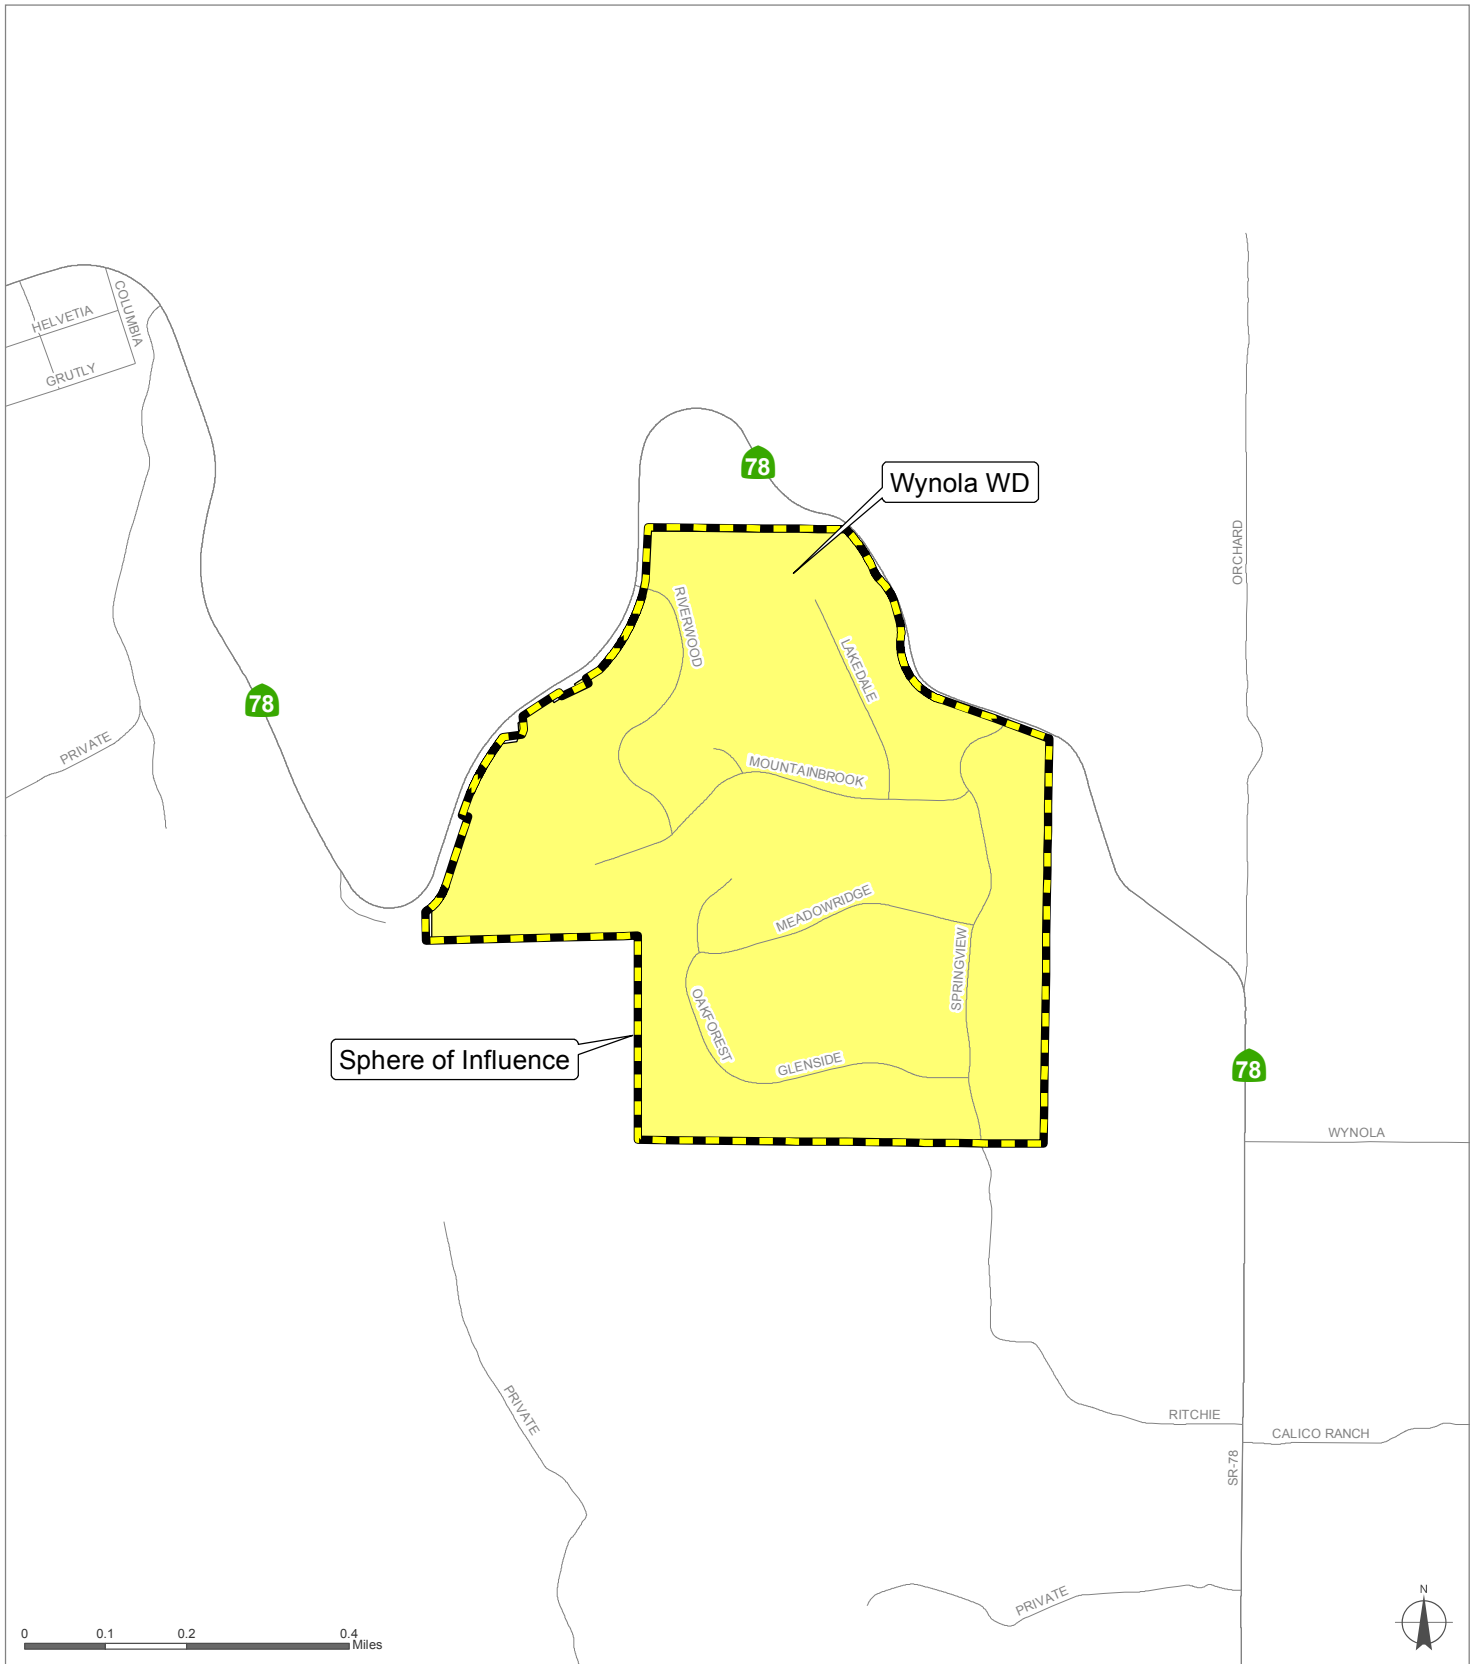 HELVETIA
COLUMBIA
GRUTLY
78
Wynola WD
ORCHARD
RIVERWOOD
LAKEDALE
78
PRIVATE
MOUNTAINBROOK
MEADOWRIDGE
SPRINGVIEW
OAKFOREST
Sphere of Influence
GLENSIDE
78
WYNOLA
PRIVATE
RITCHIE
CALICO RANCH
SR-78
PRIVATE
N
0 0.1 0.2 0.4
Miles